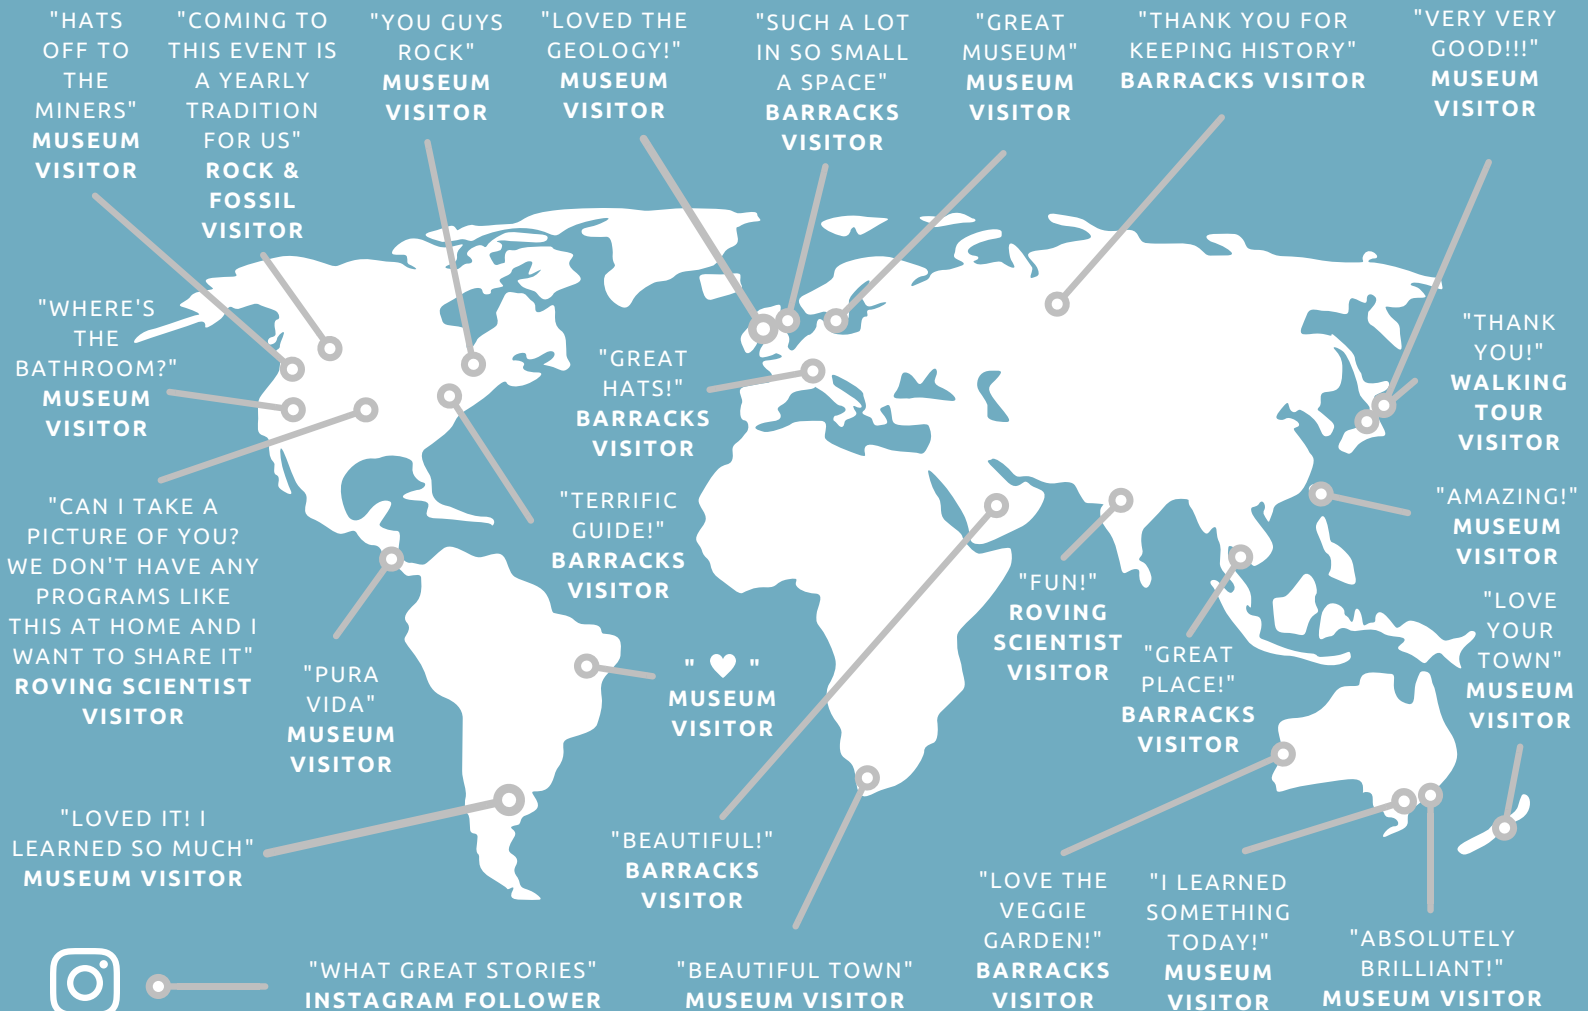 "HATS
OFF TO
THE
MINERS"
MUSEUM
VISITOR
"COMING TO
THIS EVENT IS
A YEARLY
TRADITION
FOR US"
ROCK &
FOSSIL
VISITOR
"YOU GUYS
ROCK"
MUSEUM
VISITOR
"LOVED THE
GEOLOGY!"
MUSEUM
VISITOR
"SUCH A LOT
IN SO SMALL
A SPACE"
BARRACKS
VISITOR
"GREAT
MUSEUM"
MUSEUM
VISITOR
"THANK YOU FOR
KEEPING HISTORY"
BARRACKS VISITOR
"VERY VERY
GOOD!!!"
MUSEUM
VISITOR
"WHERE'S
THE
BATHROOM?"
MUSEUM
VISITOR
"GREAT
HATS!"
BARRACKS
VISITOR
"THANK
YOU!"
WALKING
TOUR
VISITOR
"CAN I TAKE A
PICTURE OF YOU?
WE DON'T HAVE ANY
PROGRAMS LIKE
THIS AT HOME AND I
WANT TO SHARE IT"
ROVING SCIENTIST
VISITOR
"TERRIFIC
GUIDE!"
BARRACKS
VISITOR
"AMAZING!"
MUSEUM
VISITOR
"FUN!"
ROVING
SCIENTIST
VISITOR
"LOVE
YOUR
TOWN"
MUSEUM
VISITOR
"PURA
VIDA"
MUSEUM
VISITOR
"♥"
MUSEUM
VISITOR
"GREAT
PLACE!"
BARRACKS
VISITOR
"LOVED IT! I
LEARNED SO MUCH"
MUSEUM VISITOR
"BEAUTIFUL!"
BARRACKS
VISITOR
"LOVE THE
VEGGIE
GARDEN!"
BARRACKS
VISITOR
"I LEARNED
SOMETHING
TODAY!"
MUSEUM
VISITOR
"ABSOLUTELY
BRILLIANT!"
MUSEUM VISITOR
"WHAT GREAT STORIES"
INSTAGRAM FOLLOWER
"BEAUTIFUL TOWN"
MUSEUM VISITOR